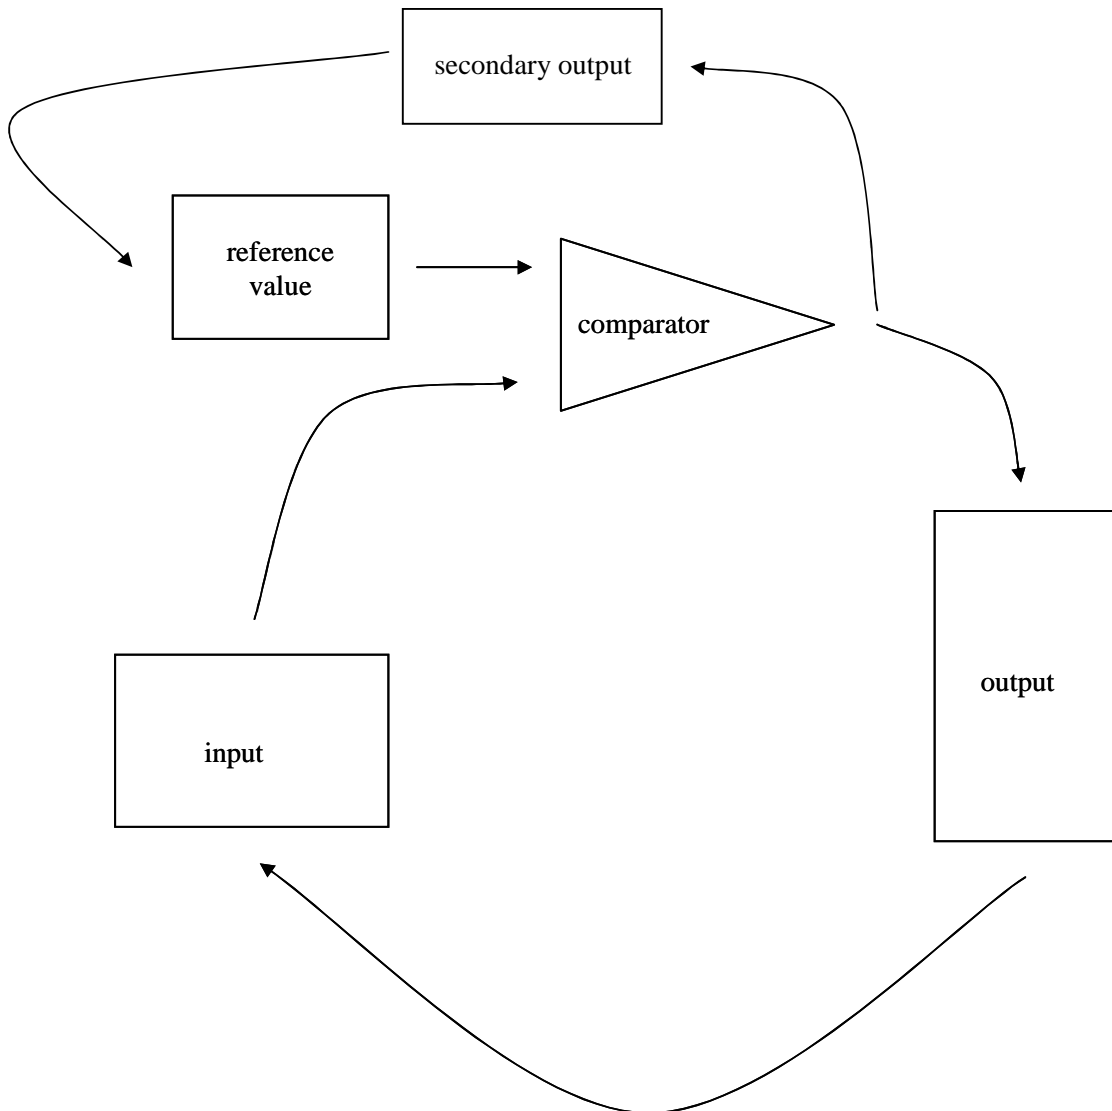 secondary output
reference
value
comparator
output
input